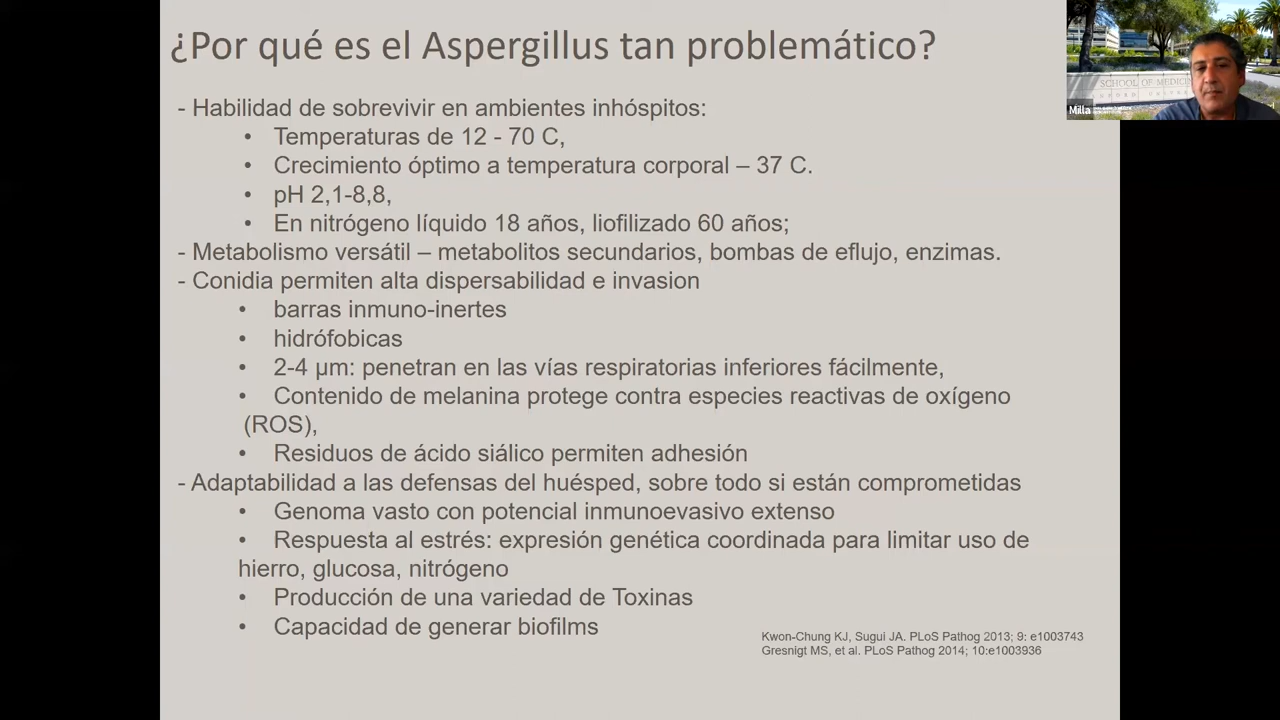 ¿Por qué es el Aspergillus tan problemático?
- Habilidad de sobrevivir en ambientes inhóspitos:
• Temperaturas de 12 - 70 C,
• Crecimiento óptimo a temperatura corporal – 37 C.
• pH 2,1-8,8,
• En nitrógeno líquido 18 años, liofilizado 60 años;
- Metabolismo versátil – metabolitos secundarios, bombas de eflujo, enzimas.
- Conidia permiten alta dispersabilidad e invasion
• barras inmuno-inertes
• hidrófobicas
• 2-4 µm: penetran en las vías respiratorias inferiores fácilmente,
• Contenido de melanina protege contra especies reactivas de oxígeno
(ROS),
• Residuos de ácido siálico permiten adhesión
- Adaptabilidad a las defensas del huésped, sobre todo si están comprometidas
• Genoma vasto con potencial inmunoevasivo extenso
• Respuesta al estrés: expresión genética coordinada para limitar uso de
hierro, glucosa, nitrógeno
• Producción de una variedad de Toxinas
• Capacidad de generar biofilms
Kwon-Chung KJ, Sugui JA. PLoS Pathog 2013; 9: e1003743
Gresnigt MS, et al. PLoS Pathog 2014; 10:e1003936
SCHOOL OF MEDICINE
Milla